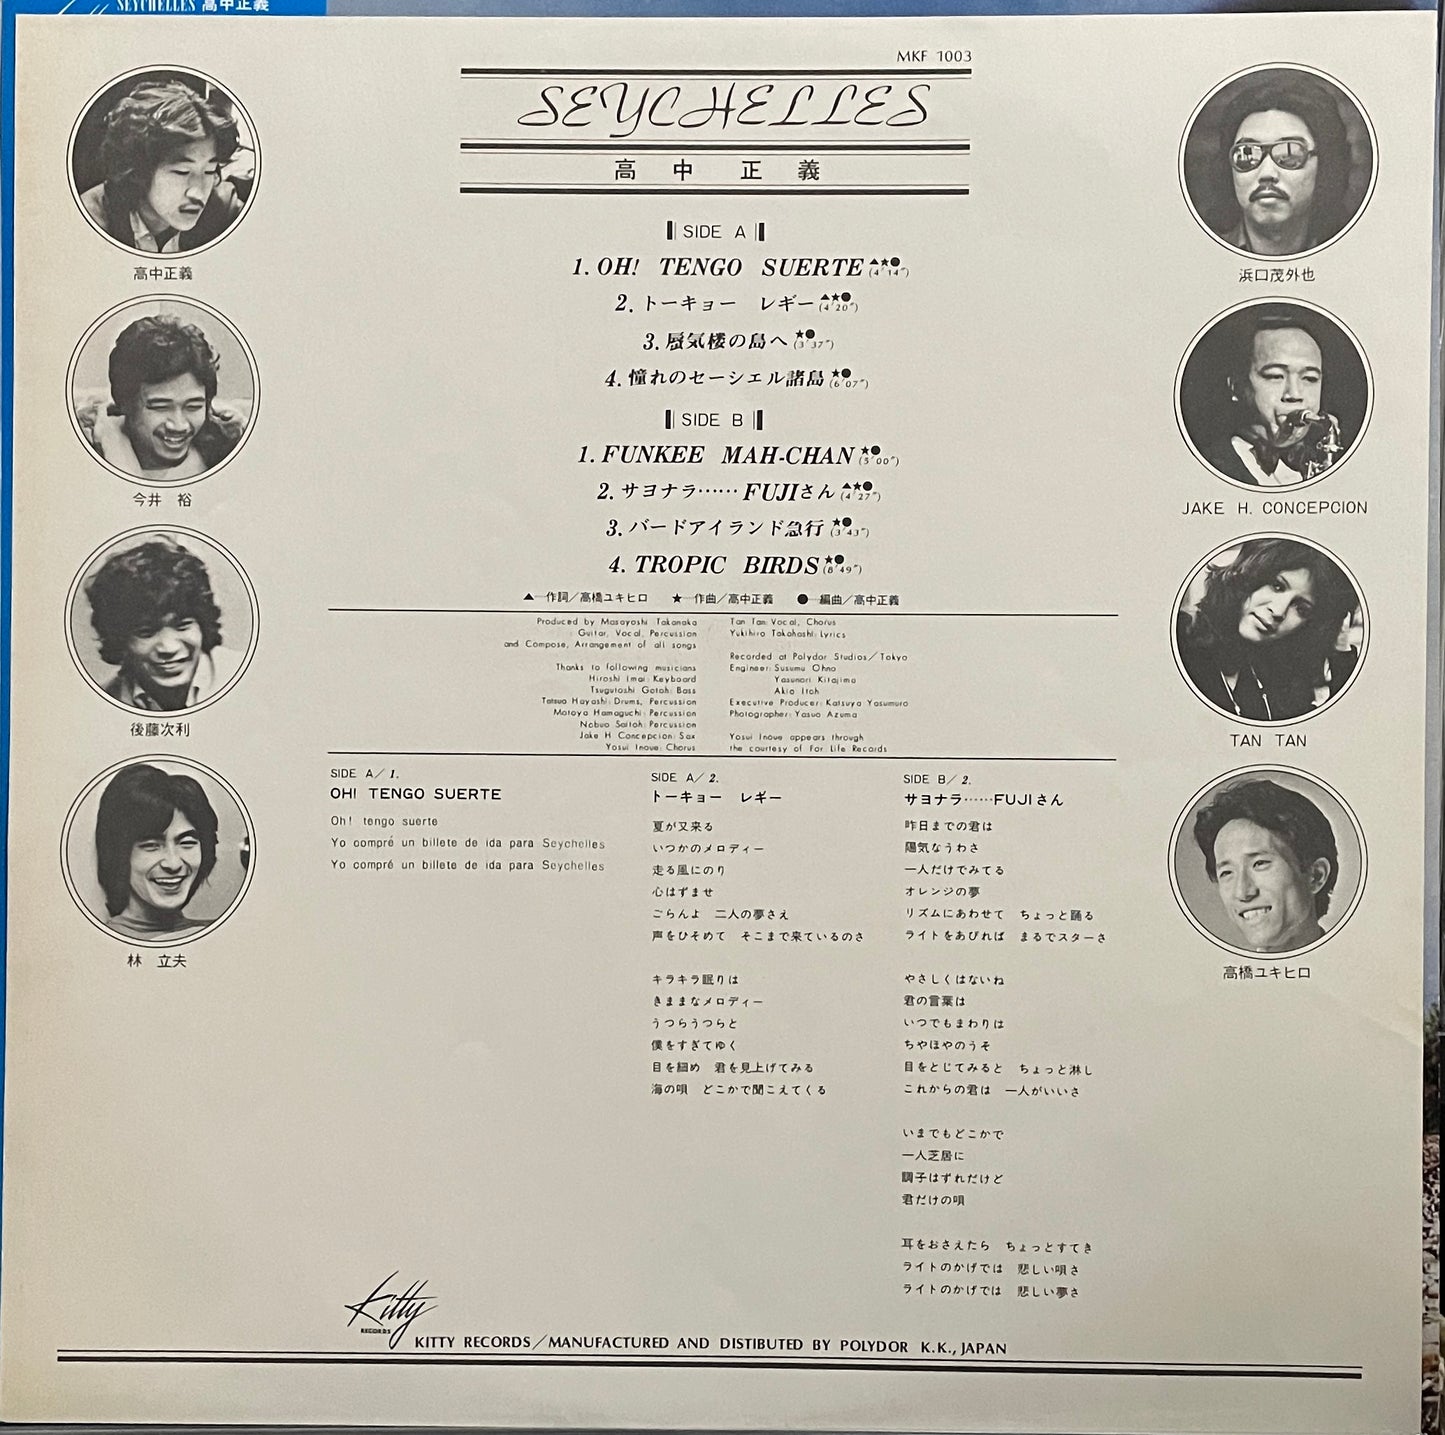 SEYCHELLES 高中正義
MKF 1003
SEYCHELLES
高中 正義
SIDE A
1. OH! TENGO SUERTE ▲★● (4′14″)
2. トーキョー レギー ▲★● (4′20″)
3. 蜃気楼の島へ ★● (3′37″)
4. 憧れのセーシェル諸島 ★● (6′07″)
SIDE B
1. FUNKEE MAH-CHAN ★● (5′00″)
2. サヨナラ……FUJIさん ▲★● (4′27″)
3. バードアイランド急行 ★● (3′43″)
4. TROPIC BIRDS ★● (8′49″)
▲—作詞／高橋ユキヒロ ★—作曲／高中正義 ●—編曲／高中正義
高中正義
今井 裕
後藤次利
林 立夫
浜口茂外也
JAKE H. CONCEPCION
TAN TAN
高橋ユキヒロ
Produced by Masayoshi Takanaka
Guitar, Vocal, Percussion
and Compose, Arrangement of all songs
Thanks to following musicians
Hiroshi Imai: Keyboard
Tsugutoshi Gotoh: Bass
Tatsuo Hayashi: Drums, Percussion
Motoya Hamaguchi: Percussion
Nobuo Saitoh: Percussion
Jake H Concepcion: Sax
Yosui Inoue: Chorus
Tan Tan: Vocal, Chorus
Yukihiro Takahashi: Lyrics
Recorded at Polydor Studios／Tokyo
Engineer: Susumu Ohno
Yasunori Kitajima
Akio Itoh
Executive Producer: Katsuya Yasumuro
Photographer: Yasuo Azuma
Yosui Inoue appears through
the courtesy of For Life Records
SIDE A／1.
OH! TENGO SUERTE
Oh! tengo suerte
Yo compré un billete de ida para Seychelles
Yo compré un billete de ida para Seychelles
SIDE A／2.
トーキョー レギー
夏が又来る
いつかのメロディー
走る風にのり
心はずませ
ごらんよ 二人の夢さえ
声をひそめて そこまで来ているのさ
キラキラ眠りは
きままなメロディー
うつらうつらと
僕をすぎてゆく
目を細め 君を見上げてみる
海の唄 どこかで聞こえてくる
SIDE B／2.
サヨナラ……FUJIさん
昨日までの君は
陽気なうわさ
一人だけでみてる
オレンジの夢
リズムにあわせて ちょっと踊る
ライトをあびれば まるでスターさ
やさしくはないね
君の言葉は
いつでもまわりは
ちやほやのうそ
目をとじてみると ちょっと淋し
これからの君は 一人がいいさ
いまでもどこかで
一人芝居に
調子はずれだけど
君だけの唄
耳をおさえたら ちょっとすてき
ライトのかげでは 悲しい唄さ
ライトのかげでは 悲しい夢さ
Kitty
RECORDS
KITTY RECORDS／MANUFACTURED AND DISTIBUTED BY POLYDOR K.K., JAPAN